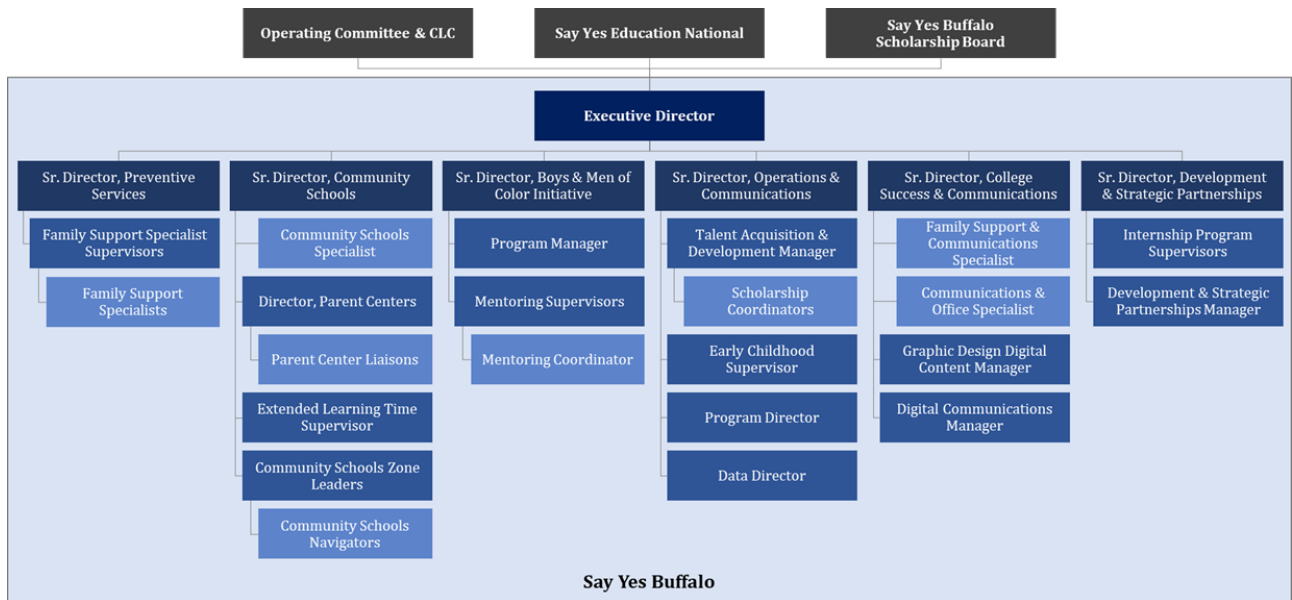 Operating Committee & CLC
Say Yes Education National
Say Yes Buffalo
Scholarship Board
Executive Director
Sr. Director, Preventive
Services
Family Support Specialist
Supervisors
Family Support
Specialists
Sr. Director, Community
Schools
Community Schools
Specialist
Director, Parent Centers
Parent Center Liaisons
Extended Learning Time
Supervisor
Community Schools Zone
Leaders
Community Schools
Navigators
Sr. Director, Boys & Men of
Color Initiative
Program Manager
Mentoring Supervisors
Mentoring Coordinator
Sr. Director, Operations &
Communications
Talent Acquisition &
Development Manager
Scholarship
Coordinators
Early Childhood
Supervisor
Program Director
Data Director
Sr. Director, College
Success & Communications
Family Support &
Communications
Specialist
Communications &
Office Specialist
Graphic Design Digital
Content Manager
Digital Communications
Manager
Sr. Director, Development
& Strategic Partnerships
Internship Program
Supervisors
Development & Strategic
Partnerships Manager
Say Yes Buffalo